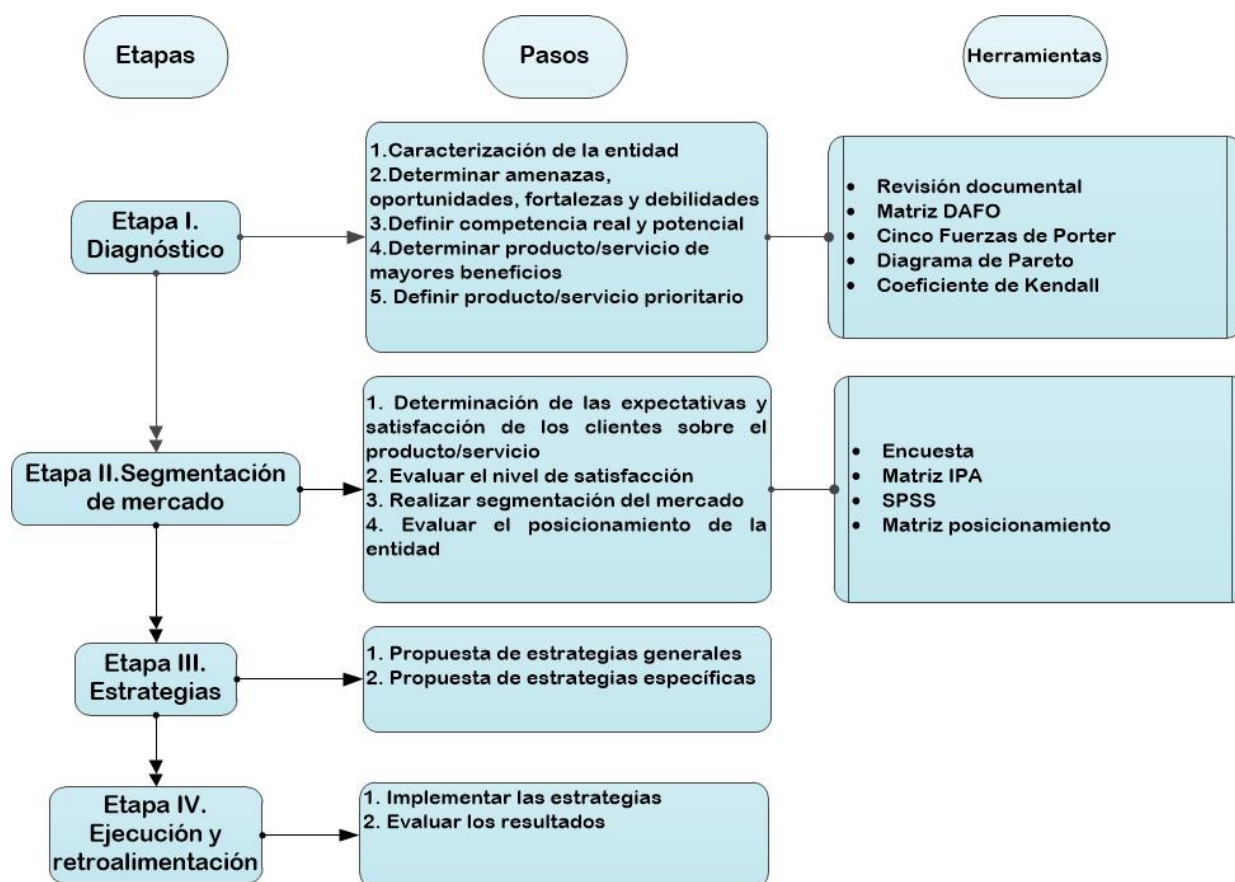 Etapas
Pasos
Herramientas
Etapa I.
Diagnóstico
1.Caracterización de la entidad
2.Determinar amenazas,
oportunidades, fortalezas y debilidades
3.Definir competencia real y potencial
4.Determinar producto/servicio de
mayores beneficios
5. Definir producto/servicio prioritario
• Revisión documental
• Matriz DAFO
• Cinco Fuerzas de Porter
• Diagrama de Pareto
• Coeficiente de Kendall
Etapa II.Segmentación
de mercado
1. Determinación de las expectativas y
satisfacción de los clientes sobre el
producto/servicio
2. Evaluar el nivel de satisfacción
3. Realizar segmentación del mercado
4. Evaluar el posicionamiento de la
entidad
• Encuesta
• Matriz IPA
• SPSS
• Matriz posicionamiento
Etapa III.
Estrategias
1. Propuesta de estrategias generales
2. Propuesta de estrategias específicas
Etapa IV.
Ejecución y
retroalimentación
1. Implementar las estrategias
2. Evaluar los resultados